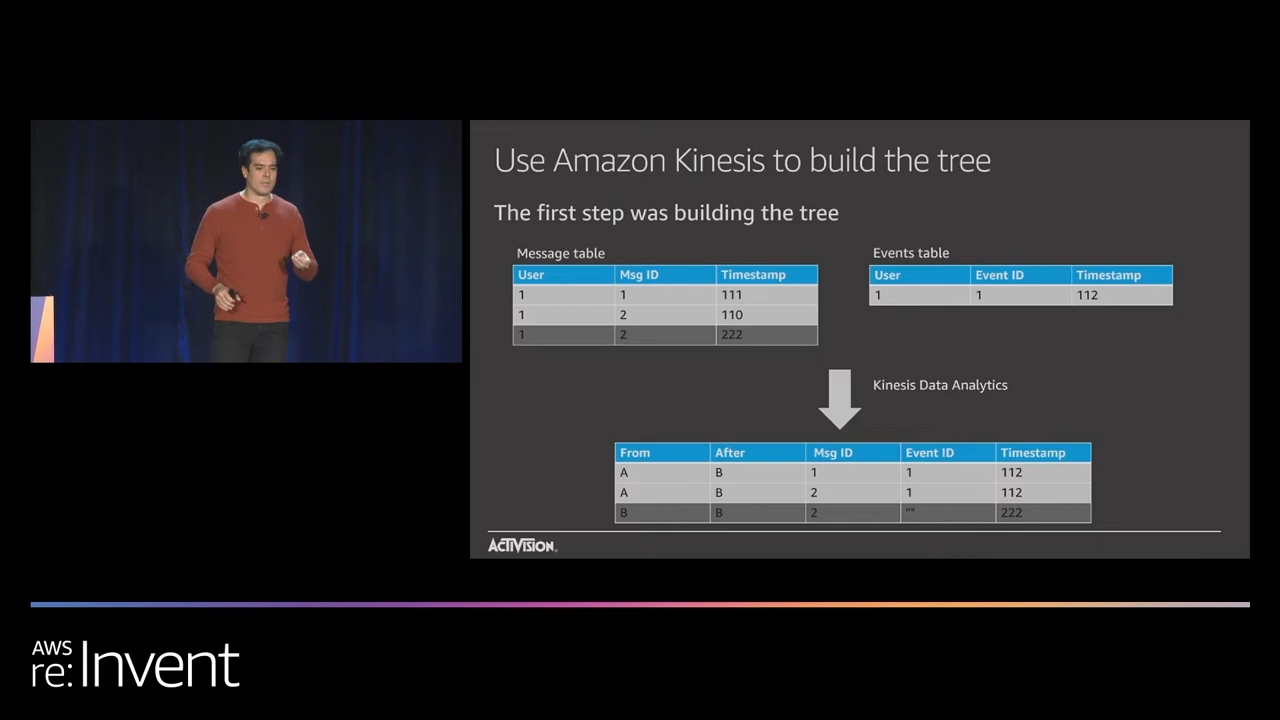 Use Amazon Kinesis to build the tree
The first step was building the tree
Message table
User Msg ID Timestamp
1 1 111
1 2 110
1 2 222
Events table
User Event ID Timestamp
1 1 112
Kinesis Data Analytics
From After Msg ID Event ID Timestamp
A B 1 1 112
A B 2 1 112
B B 2 "" 222
ACTIVISION.
AWS
re:Invent